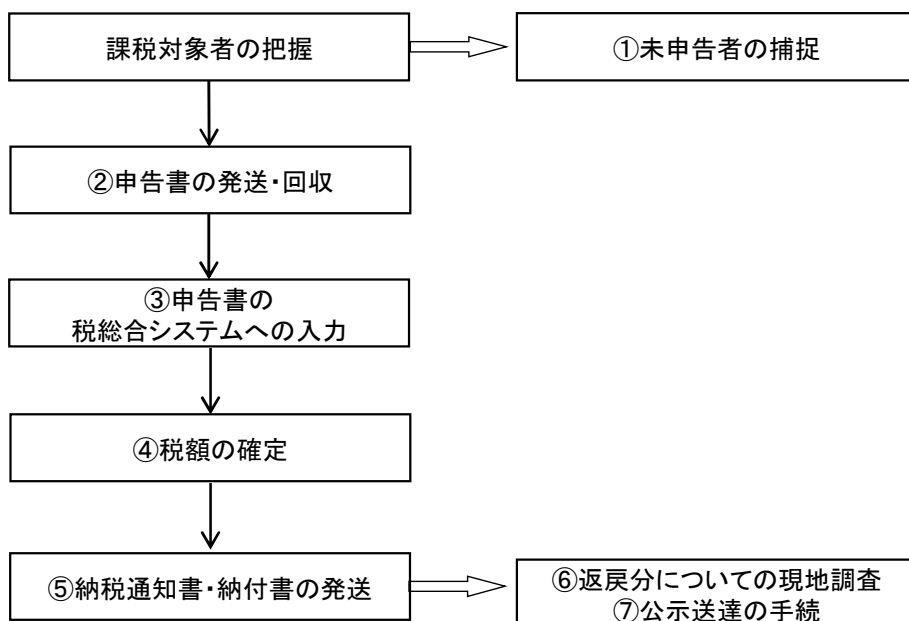 課税対象者の把握
①未申告者の捕捉
②申告書の発送・回収
③申告書の
税総合システムへの入力
④税額の確定
⑤納税通知書・納付書の発送
⑥返戻分についての現地調査
⑦公示送達の手続